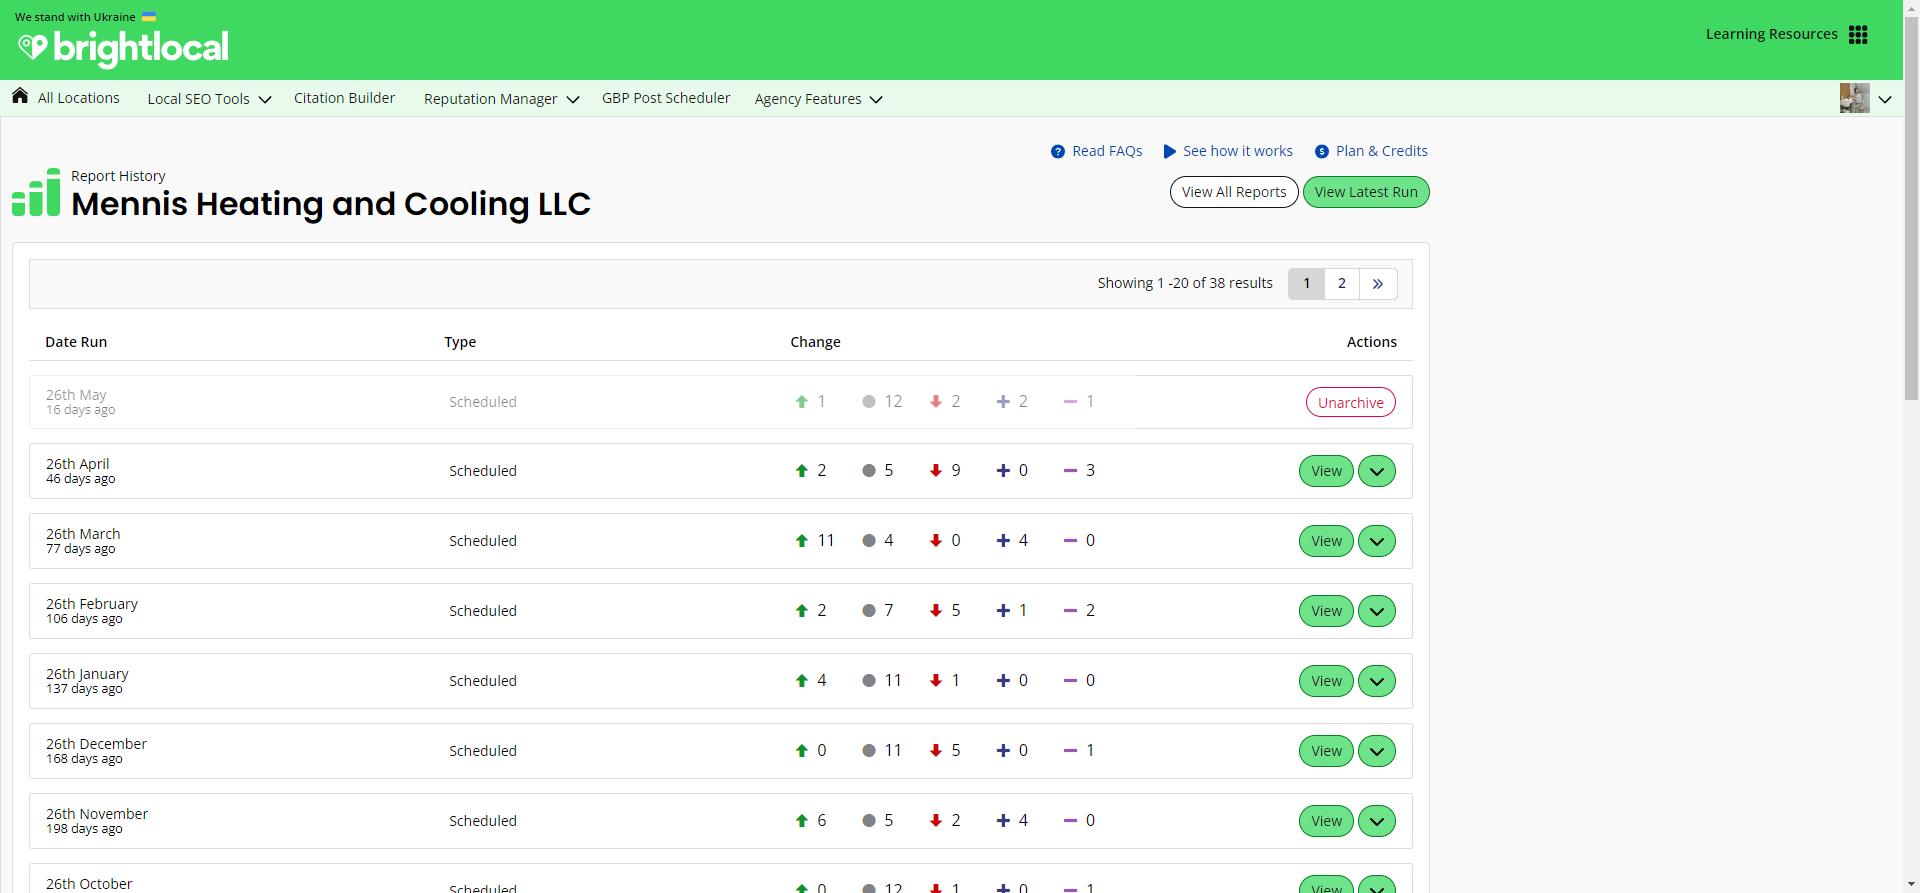 We stand with Ukraine
brightlocal
Learning Resources
All Locations Local SEO Tools Citation Builder Reputation Manager GBP Post Scheduler Agency Features
Read FAQs See how it works Plan & Credits
Report History
Mennis Heating and Cooling LLC
View All Reports View Latest Run
Showing 1 -20 of 38 results 1 2 »
Date Run Type Change Actions
26th May
16 days ago
Scheduled 1 12 2 2 1 Unarchive
26th April
46 days ago
Scheduled 2 5 9 0 3 View
26th March
77 days ago
Scheduled 11 4 0 4 0 View
26th February
106 days ago
Scheduled 2 7 5 1 2 View
26th January
137 days ago
Scheduled 4 11 1 0 0 View
26th December
168 days ago
Scheduled 0 11 5 0 1 View
26th November
198 days ago
Scheduled 6 5 2 4 0 View
26th October
Scheduled 0 12 1 0 1 View